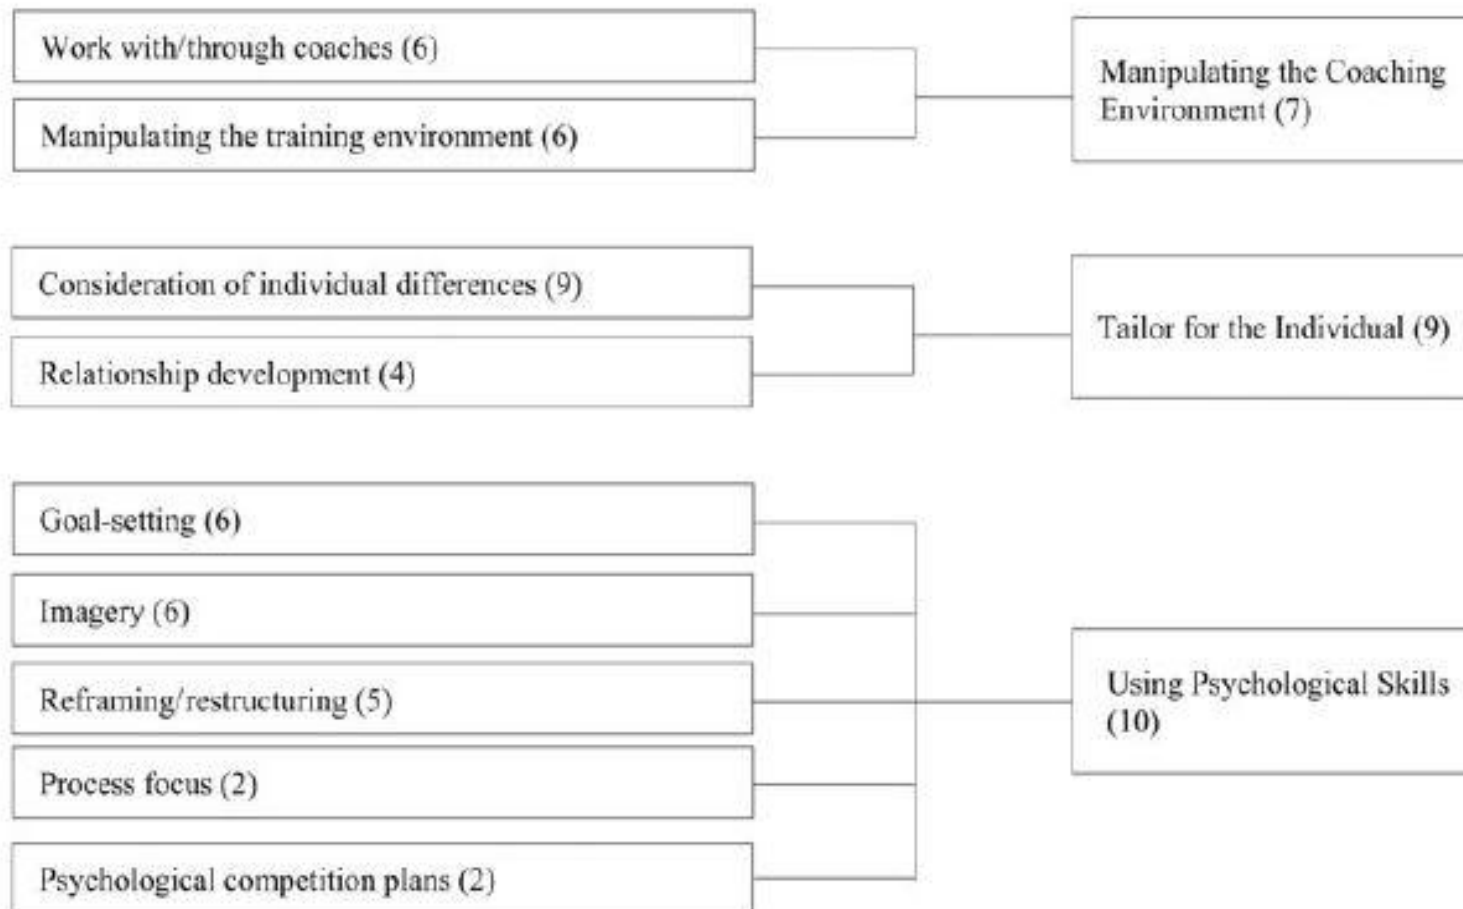 Work with/through coaches (6)
Manipulating the training environment (6)
Manipulating the Coaching
Environment (7)
Consideration of individual differences (9)
Relationship development (4)
Tailor for the Individual (9)
Goal-setting (6)
Imagery (6)
Reframing/restructuring (5)
Process focus (2)
Psychological competition plans (2)
Using Psychological Skills
(10)